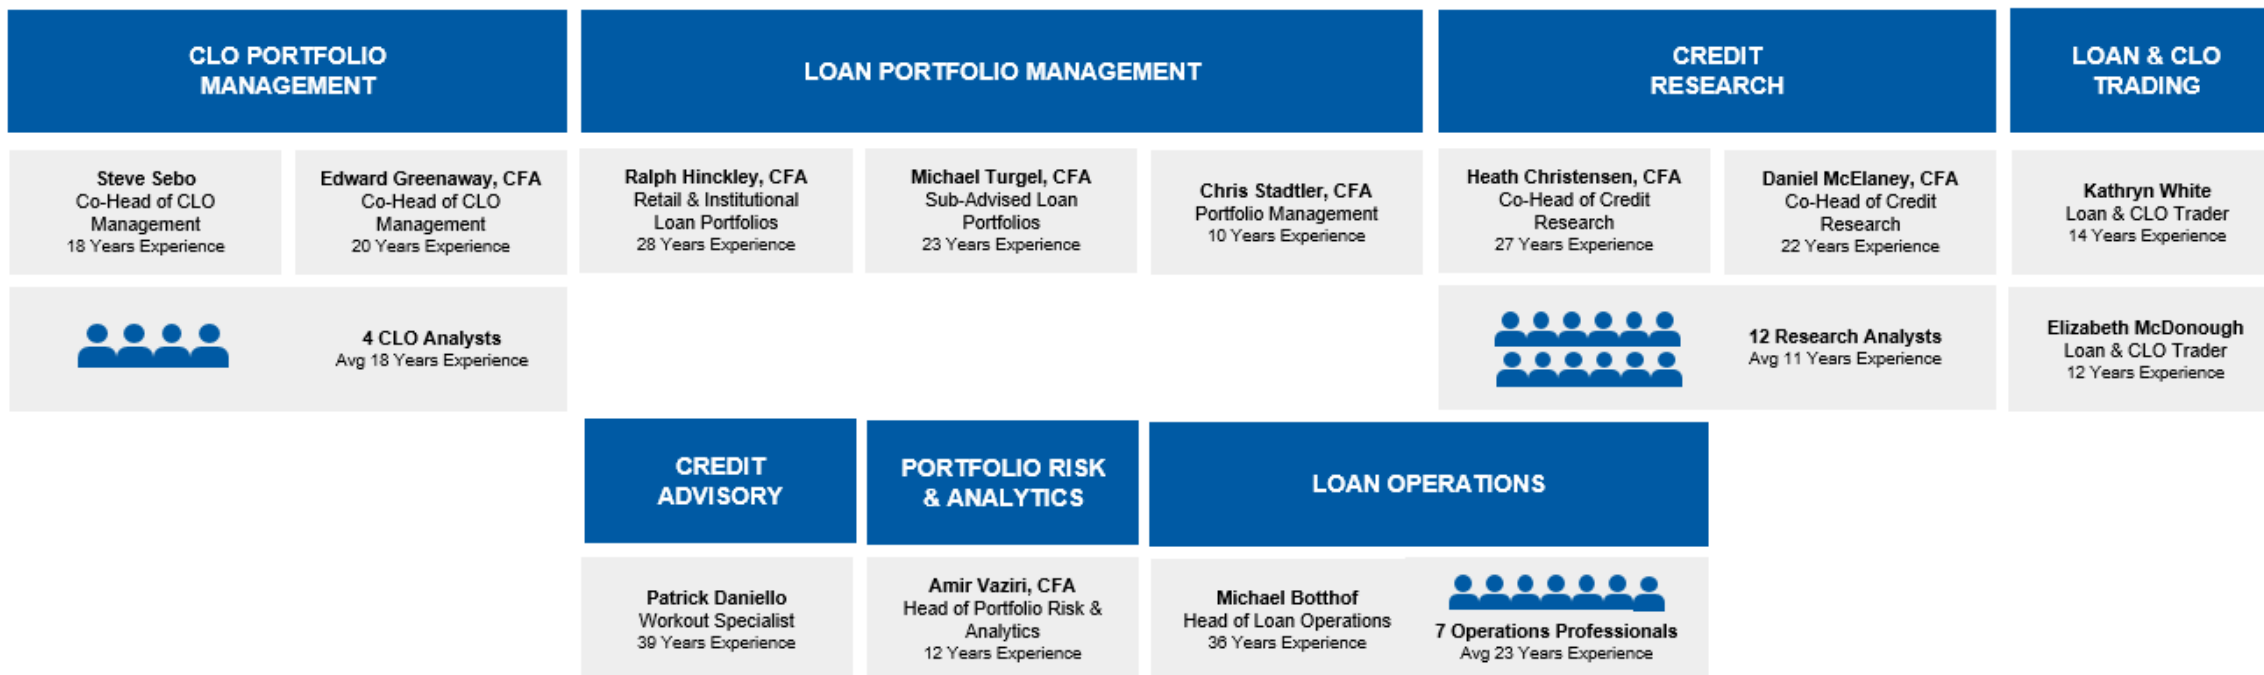 CLO PORTFOLIO
MANAGEMENT
LOAN PORTFOLIO MANAGEMENT
CREDIT
RESEARCH
LOAN & CLO
TRADING
Steve Sebo
Co-Head of CLO
Management
18 Years Experience
Edward Greenaway, CFA
Co-Head of CLO
Management
20 Years Experience
Ralph Hinckley, CFA
Retail & Institutional
Loan Portfolios
28 Years Experience
Michael Turgel, CFA
Sub-Advised Loan
Portfolios
23 Years Experience
Chris Stadtler, CFA
Portfolio Management
10 Years Experience
Heath Christensen, CFA
Co-Head of Credit
Research
27 Years Experience
Daniel McElaney, CFA
Co-Head of Credit
Research
22 Years Experience
Kathryn White
Loan & CLO Trader
14 Years Experience
4 CLO Analysts
Avg 18 Years Experience
12 Research Analysts
Avg 11 Years Experience
Elizabeth McDonough
Loan & CLO Trader
12 Years Experience
CREDIT
ADVISORY
PORTFOLIO RISK
& ANALYTICS
LOAN OPERATIONS
Patrick Daniello
Workout Specialist
39 Years Experience
Amir Vaziri, CFA
Head of Portfolio Risk &
Analytics
12 Years Experience
Michael Botthof
Head of Loan Operations
36 Years Experience
7 Operations Professionals
Avg 23 Years Experience